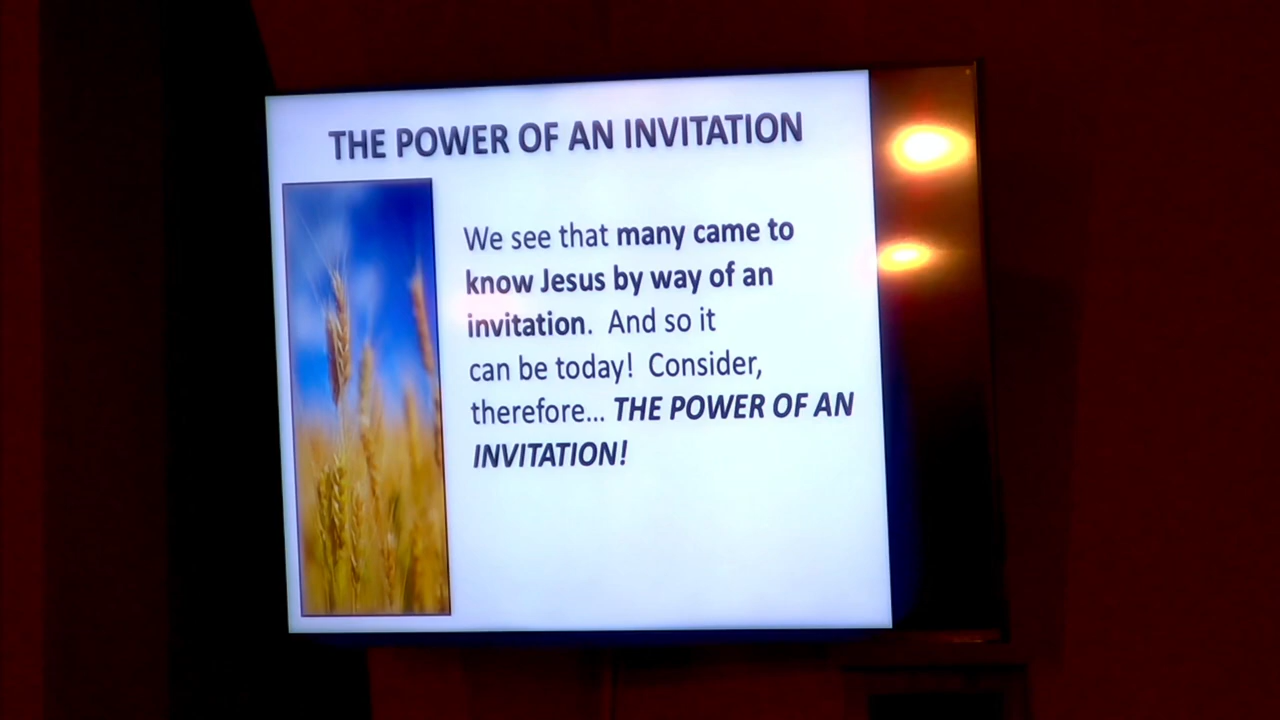 THE POWER OF AN INVITATION
We see that many came to
know Jesus by way of an
invitation.  And so it
can be today!  Consider,
therefore... THE POWER OF AN
INVITATION!